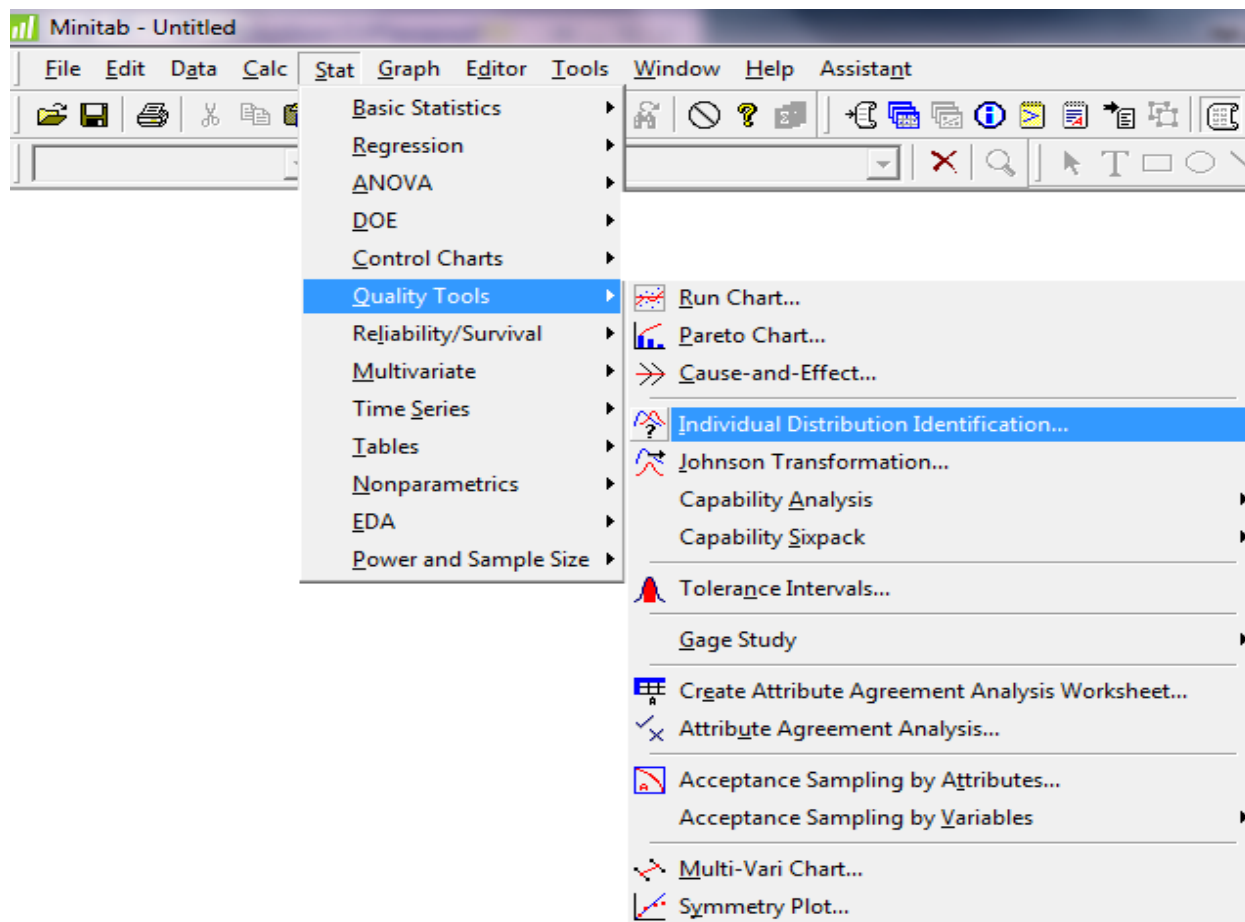 Minitab - Untitled
File Edit Data Calc Stat Graph Editor Tools Window Help Assistant
Basic Statistics
Regression
ANOVA
DOE
Control Charts
Quality Tools
Reliability/Survival
Multivariate
Time Series
Tables
Nonparametrics
EDA
Power and Sample Size
Run Chart...
Pareto Chart...
Cause-and-Effect...
Individual Distribution Identification...
Johnson Transformation...
Capability Analysis
Capability Sixpack
Tolerance Intervals...
Gage Study
Create Attribute Agreement Analysis Worksheet...
Attribute Agreement Analysis...
Acceptance Sampling by Attributes...
Acceptance Sampling by Variables
Multi-Vari Chart...
Symmetry Plot...